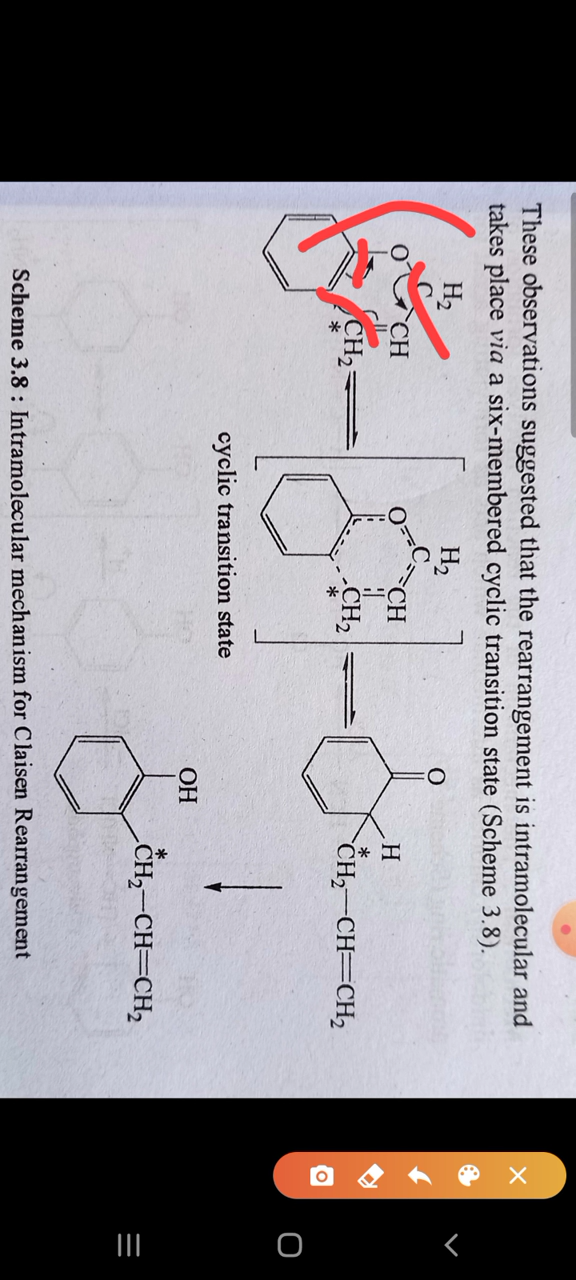 These observations suggested that the rearrangement is intramolecular and
takes place via a six-membered cyclic transition state (Scheme 3.8).
H₂
O C CH
CH₂
*
H₂
O C CH
CH₂
*
cyclic transition state
O
H
*
CH₂—CH=CH₂
OH
*
CH₂—CH=CH₂
Scheme 3.8 : Intramolecular mechanism for Claisen Rearrangement